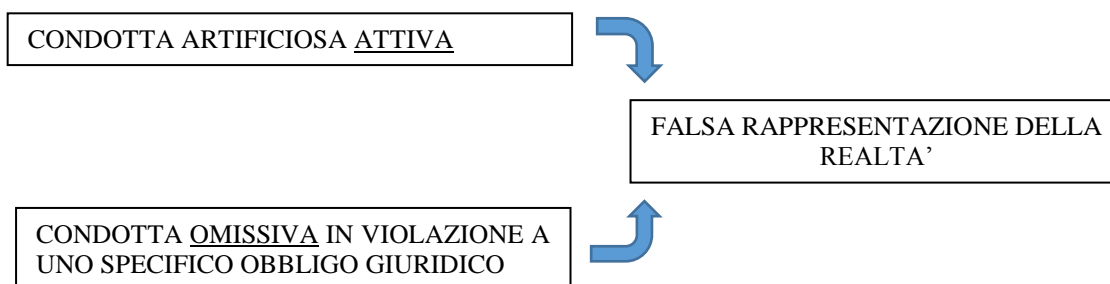 CONDOTTA ARTIFICIOSA ATTIVA
FALSA RAPPRESENTAZIONE DELLA
REALTA’
CONDOTTA OMISSIVA IN VIOLAZIONE A
UNO SPECIFICO OBBLIGO GIURIDICO